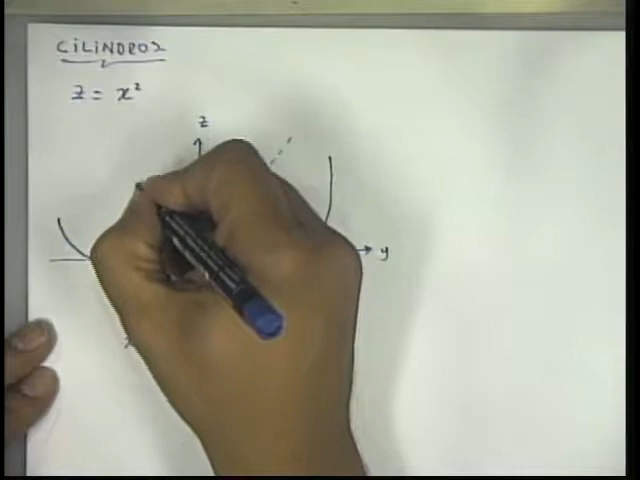 CILINDROS
z = x²
z
y